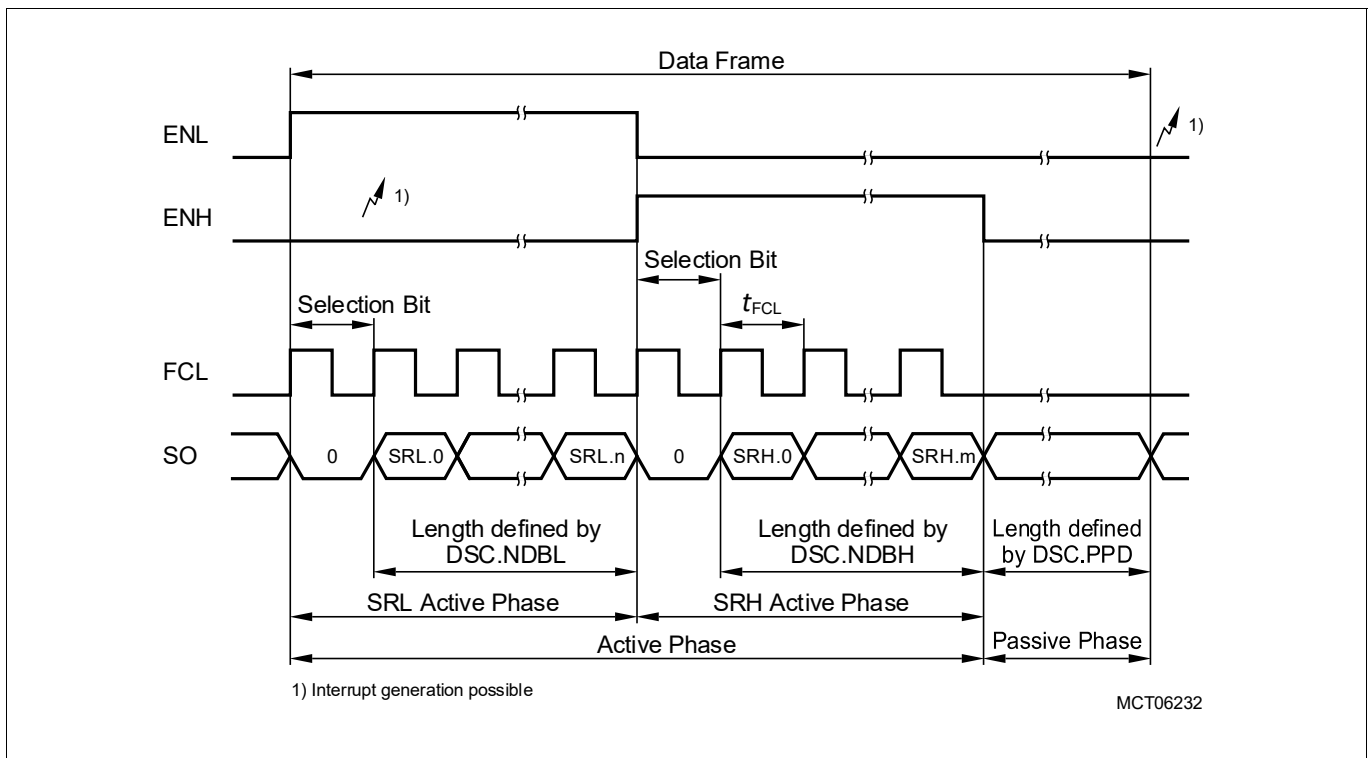 Data Frame
ENL
1)
ENH
1)
Selection Bit
Selection Bit
tFCL
FCL
SO
0
SRL.0
SRL.n
0
SRH.0
SRH.m
Length defined by
DSC.NDBL
Length defined by
DSC.NDBH
Length defined
by DSC.PPD
SRL Active Phase
SRH Active Phase
Active Phase
Passive Phase
1) Interrupt generation possible
MCT06232